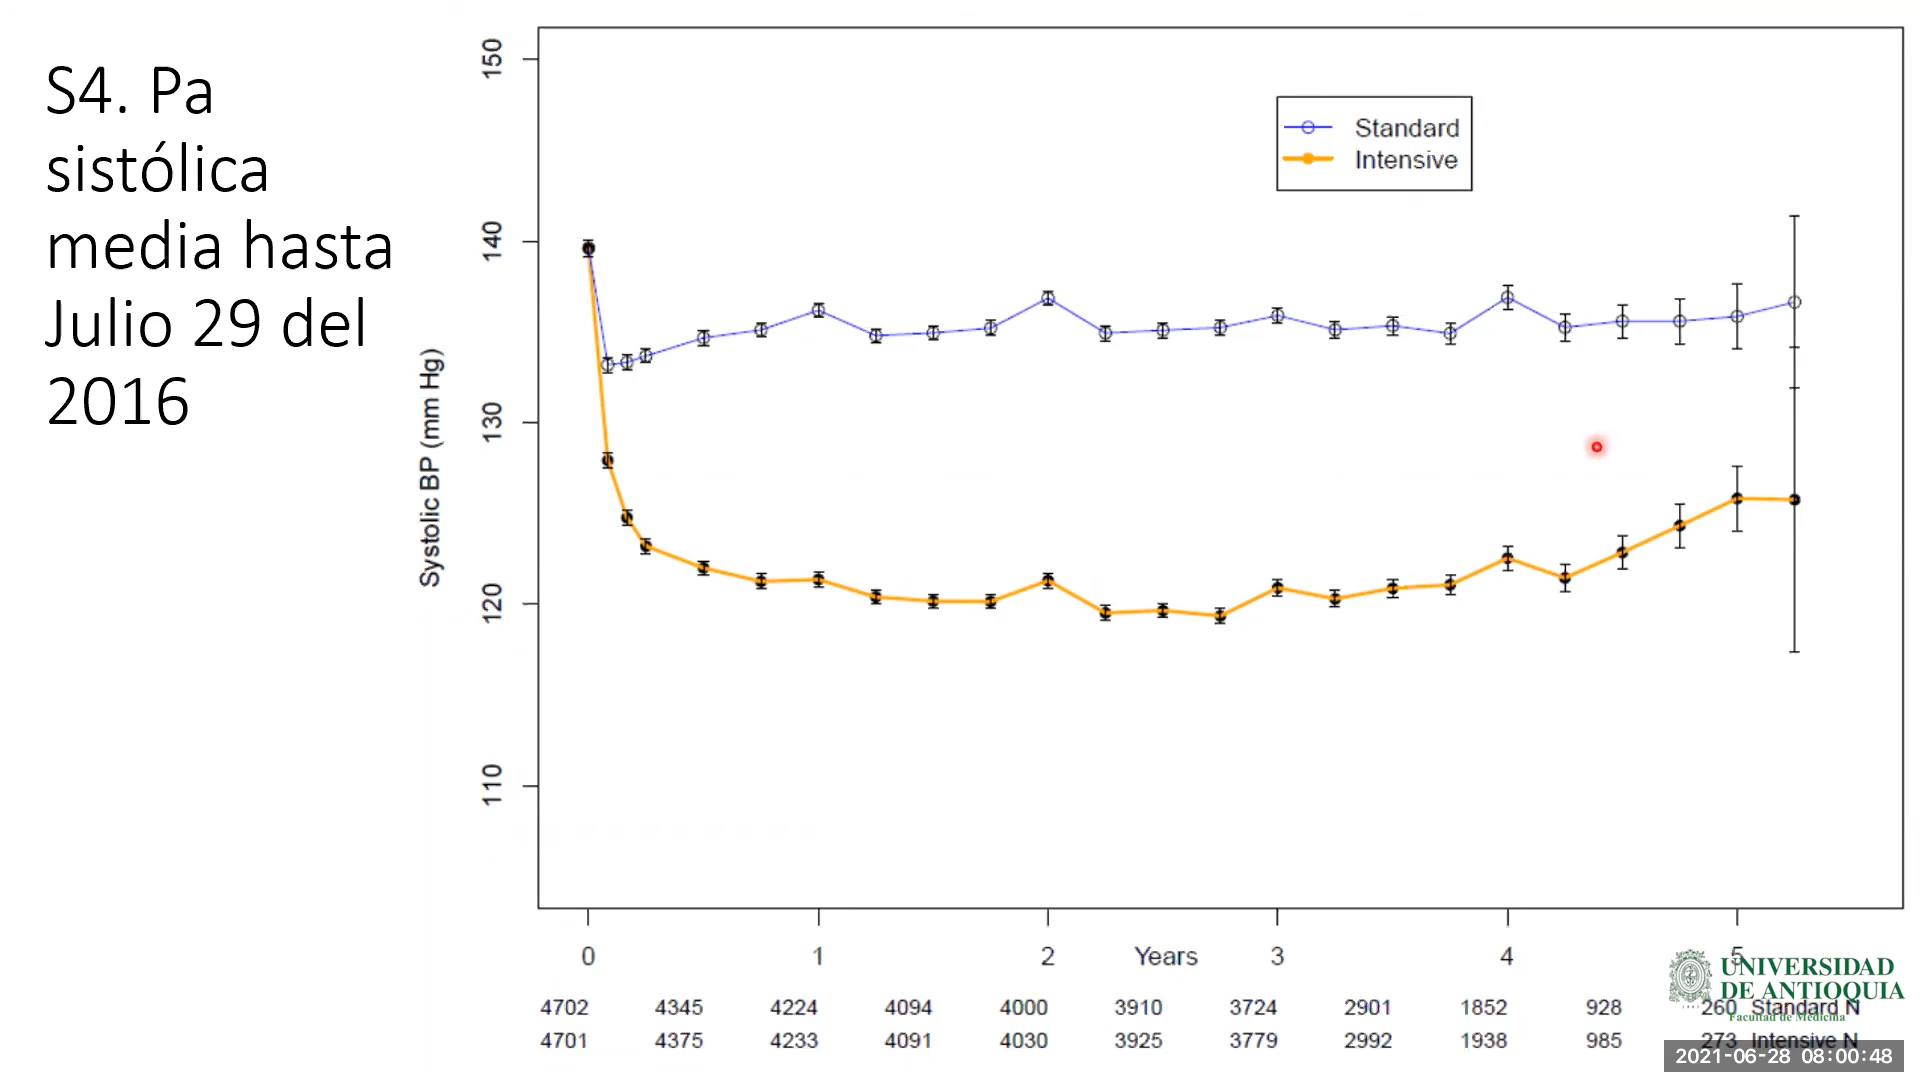 S4. Pa
sistólica
media hasta
Julio 29 del
2016
Systolic BP (mm Hg)
150
140
130
120
110
Standard
Intensive
0 1 2 Years 3 4 5
4702 4345 4224 4094 4000 3910 3724 2901 1852 928 260 Standard N
4701 4375 4233 4091 4030 3925 3779 2992 1938 985 273 Intensive N
UNIVERSIDAD
DE ANTIOQUIA
Facultad de Medicina
2021-06-28 08:00:48